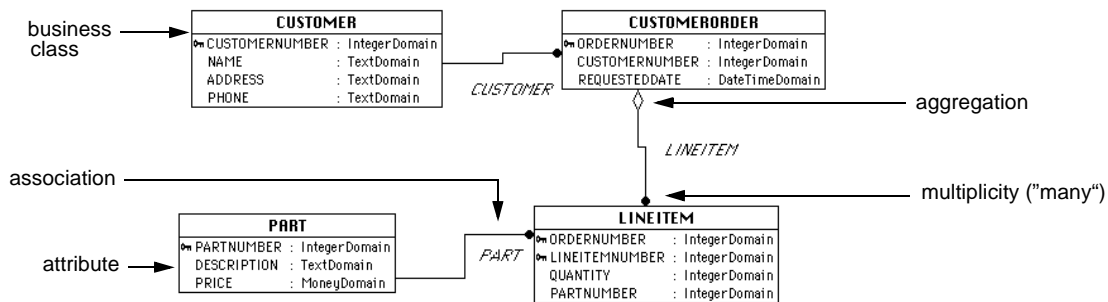 business
class
CUSTOMER
CUSTOMERNUMBER : IntegerDomain
NAME : TextDomain
ADDRESS : TextDomain
PHONE : TextDomain
CUSTOMER
CUSTOMERORDER
ORDERNUMBER : IntegerDomain
CUSTOMERNUMBER : IntegerDomain
REQUESTEDDATE : DateTimeDomain
aggregation
LINEITEM
association
multiplicity ("many“)
PART
PARTNUMBER : IntegerDomain
DESCRIPTION : TextDomain
PRICE : MoneyDomain
attribute
PART
LINEITEM
ORDERNUMBER : IntegerDomain
LINEITEMNUMBER : IntegerDomain
QUANTITY : IntegerDomain
PARTNUMBER : IntegerDomain